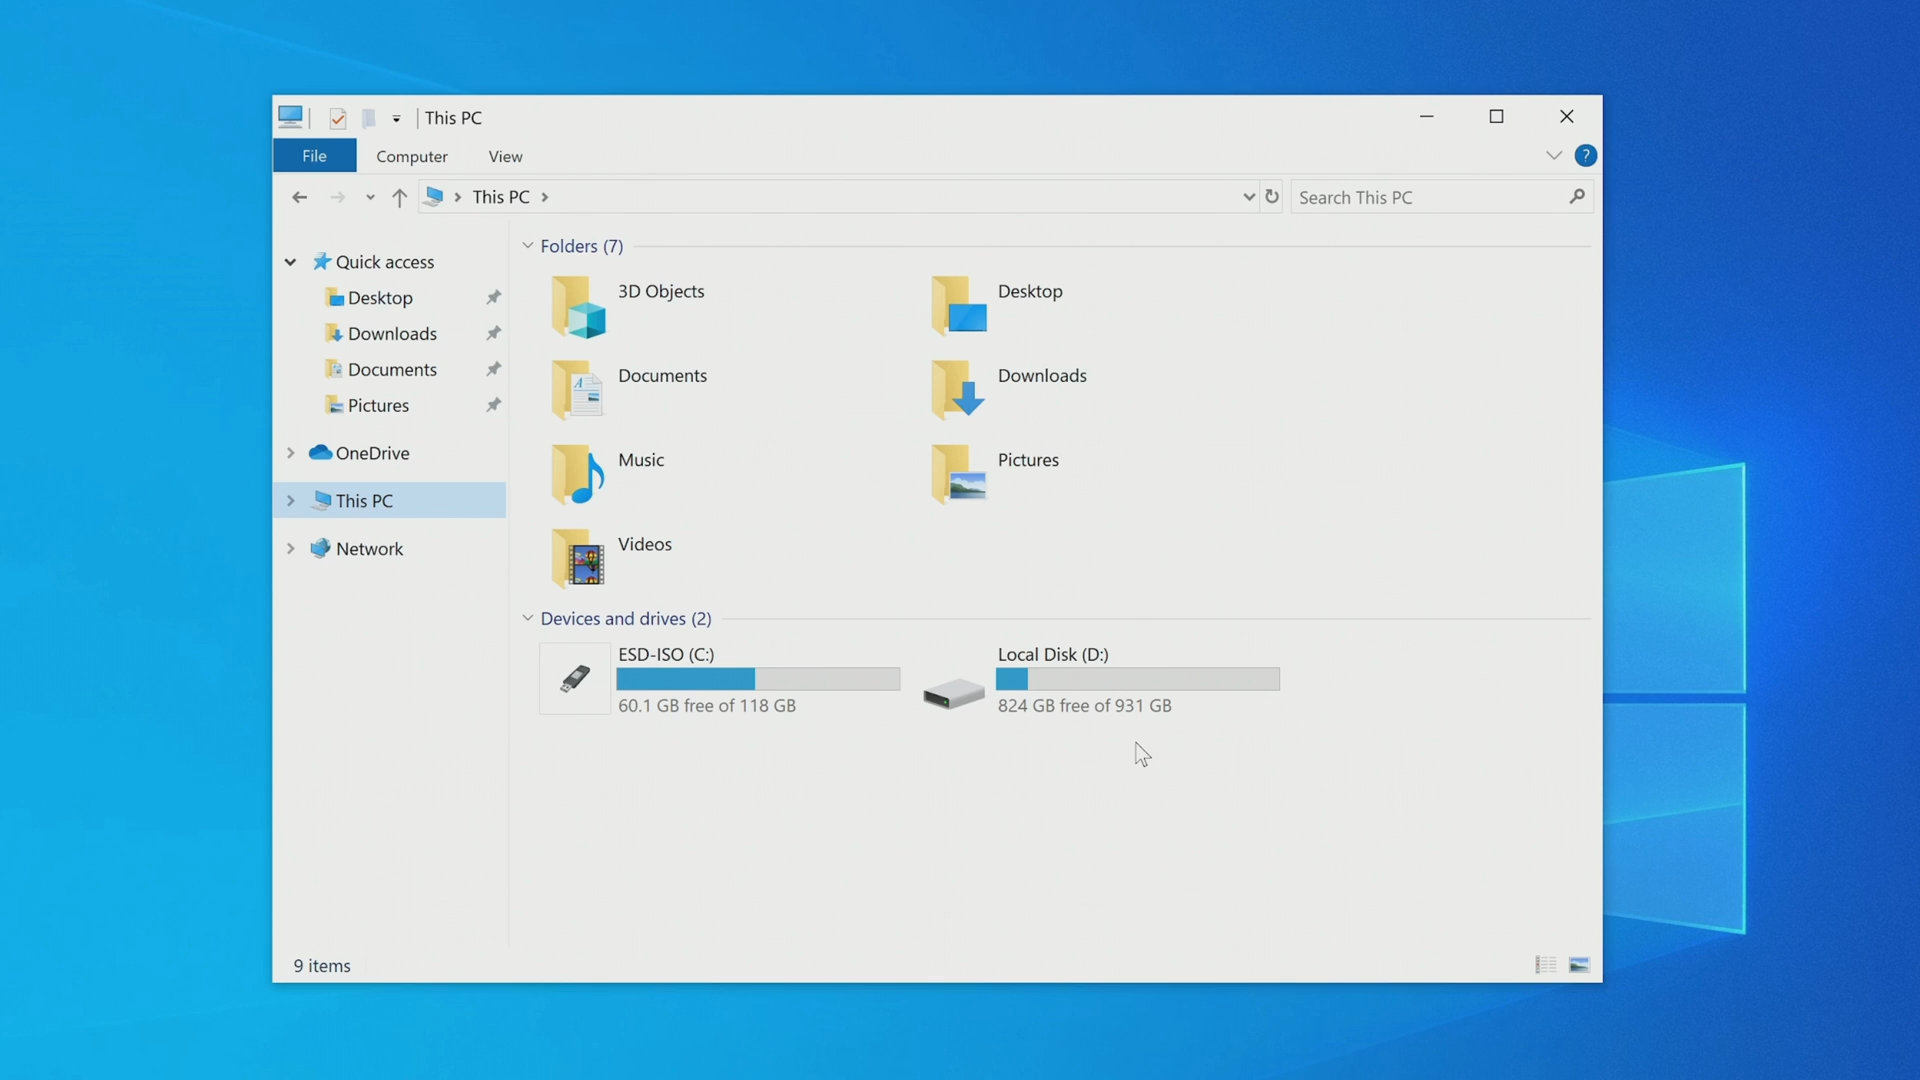 This PC
File Computer View ?
This PC Search This PC
Quick access
Desktop
Downloads
Documents
Pictures
OneDrive
This PC
Network
Folders (7)
3D Objects Desktop
Documents Downloads
Music Pictures
Videos
Devices and drives (2)
ESD-ISO (C:) Local Disk (D:)
60.1 GB free of 118 GB 824 GB free of 931 GB
9 items